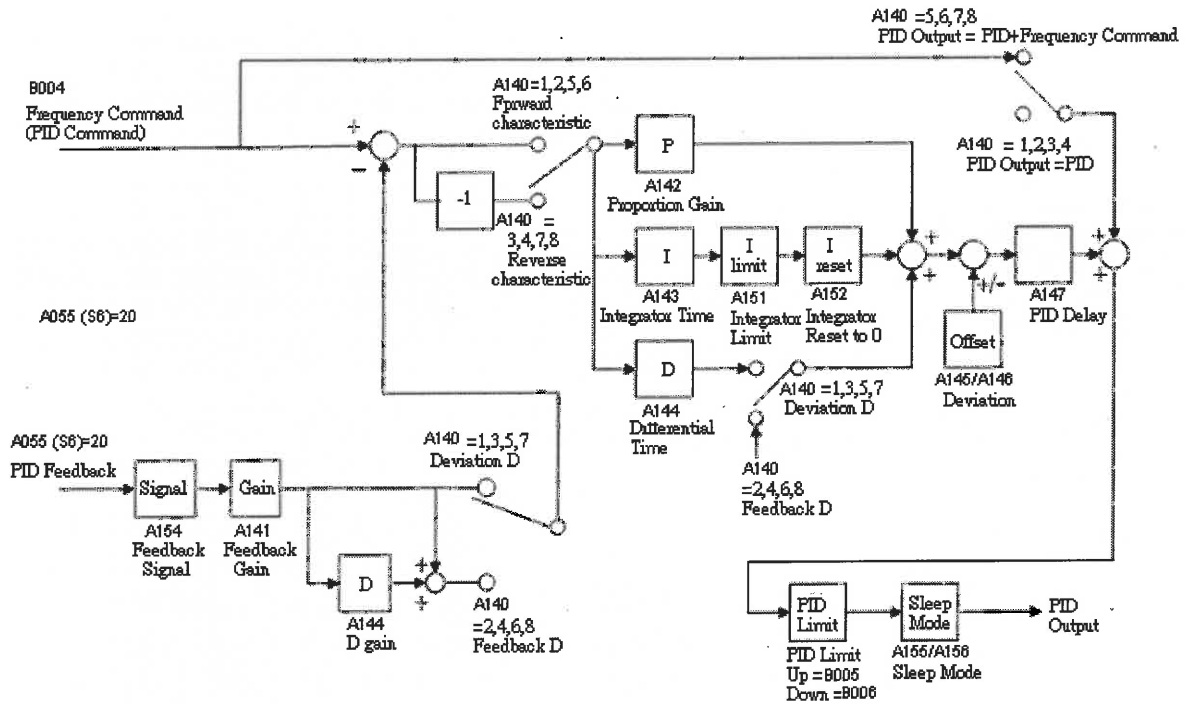 A140 =5,6,7,8
PID Output = PID+Frequency Command
B004
Frequency Command
(PID Command)
A140=1,2,5,6
Fprward
characteristic
+
−
-1
P
A142
Proportion Gain
A140 = 1,2,3,4
PID Output =PID
A140 =
3,4,7,8
Reverse
characteristic
I
A143
Integrator Time
I
limit
A151
Integrator
Limit
I
reset
A152
Integrator
Reset to 0
+
+
+/-
A147
PID Delay
+
+
Offset
A145/A146
Deviation
A055 (S6)=20
D
A144
Differential
Time
A140 =1,3,5,7
Deviation D
A140
=2,4,6,8
Feedback D
A055 (S6)=20
PID Feedback
Signal
A154
Feedback
Signal
Gain
A141
Feedback
Gain
A140 =1,3,5,7
Deviation D
D
A144
D gain
+
+
A140
=2,4,6,8
Feedback D
PID
Limit
PID Limit
Up =B005
Down =B006
Sleep
Mode
A155/A156
Sleep Mode
PID
Output